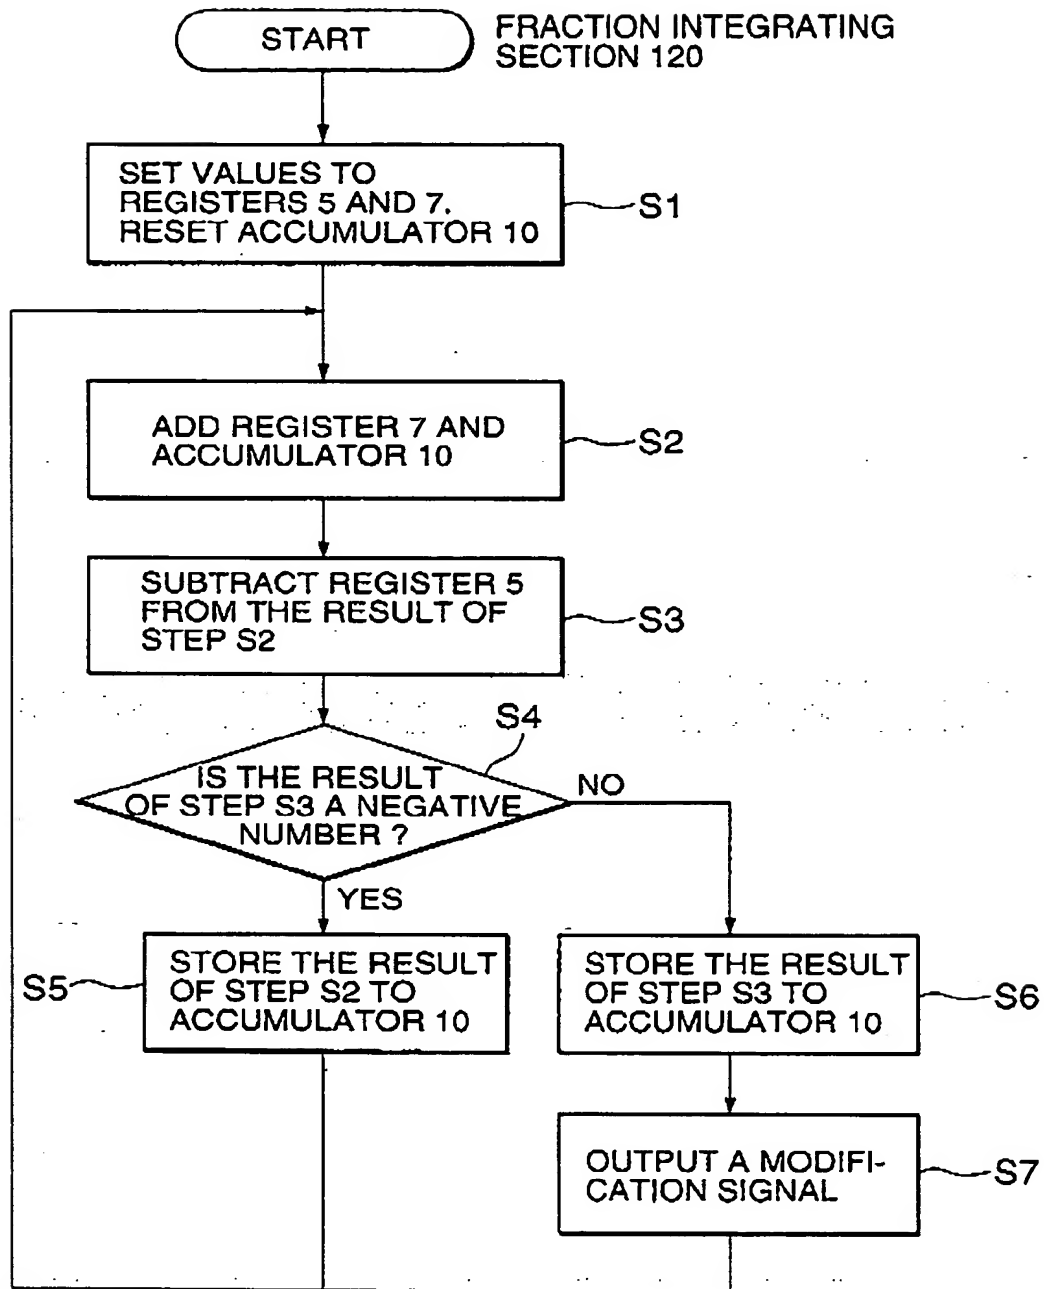 START
FRACTION INTEGRATING
SECTION 120
SET VALUES TO
REGISTERS 5 AND 7.
RESET ACCUMULATOR 10
S1
ADD REGISTER 7 AND
ACCUMULATOR 10
S2
SUBTRACT REGISTER 5
FROM THE RESULT OF
STEP S2
S3
S4
IS THE RESULT
OF STEP S3 A NEGATIVE
NUMBER ?
NO
YES
S5
STORE THE RESULT
OF STEP S2 TO
ACCUMULATOR 10
STORE THE RESULT
OF STEP S3 TO
ACCUMULATOR 10
S6
OUTPUT A MODIFI-
CATION SIGNAL
S7